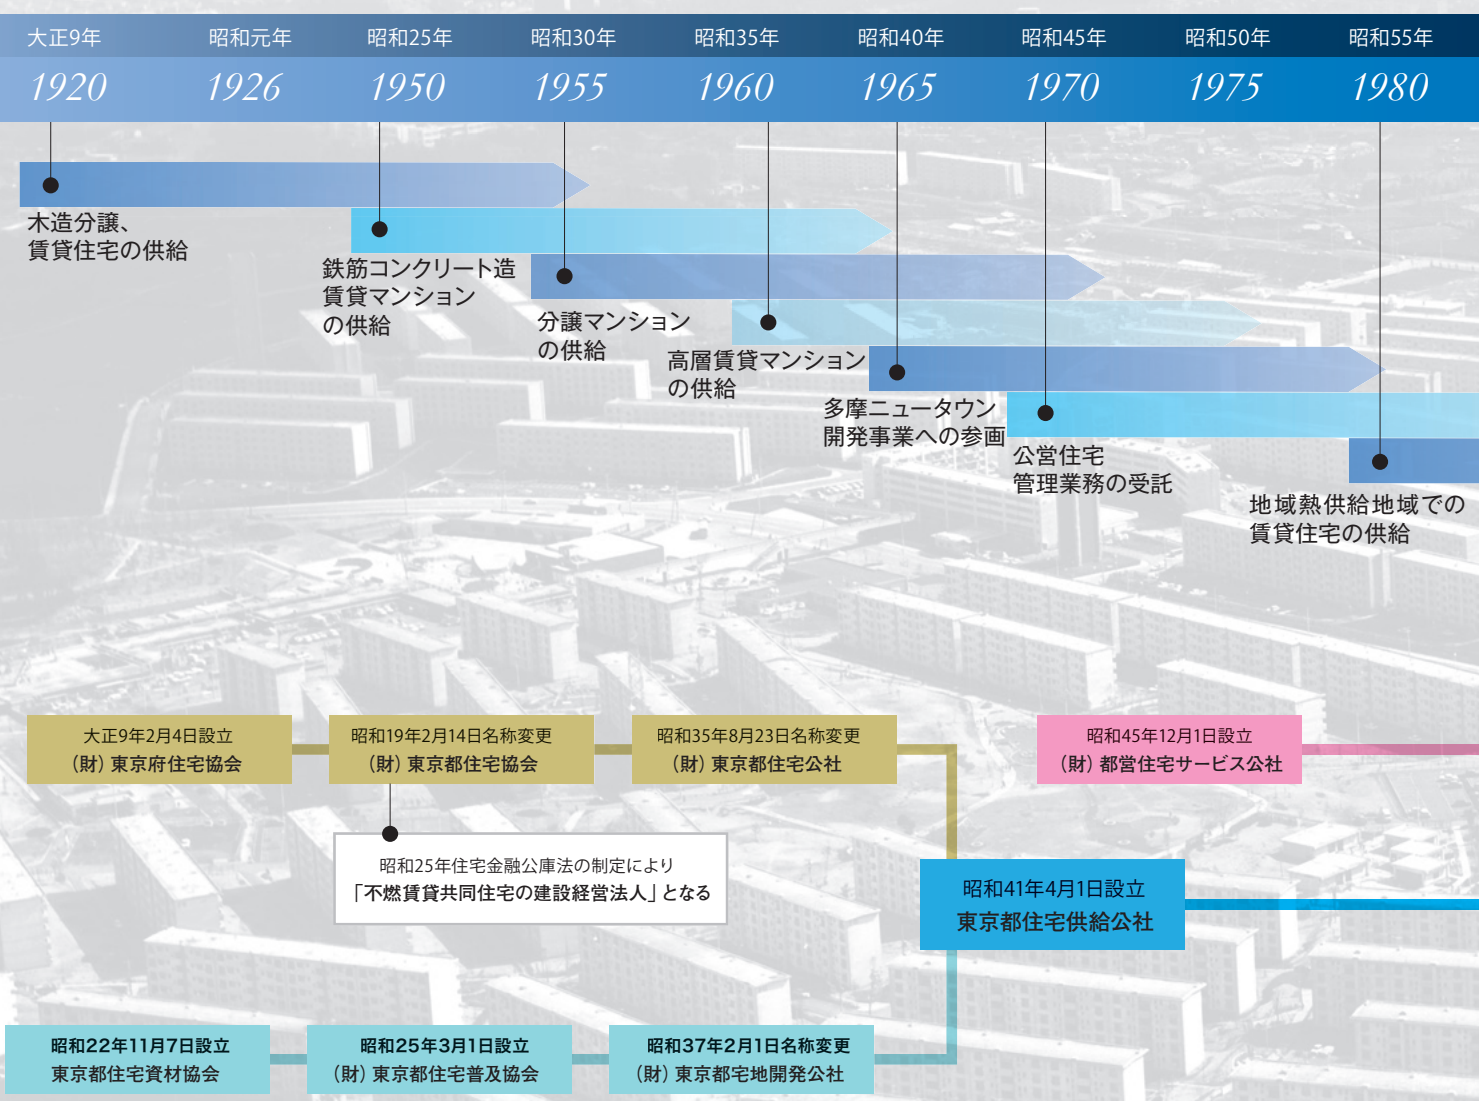 大正9年 昭和元年 昭和25年 昭和30年 昭和35年 昭和40年 昭和45年 昭和50年 昭和55年
1920 1926 1950 1955 1960 1965 1970 1975 1980
木造分譲、
賃貸住宅の供給
鉄筋コンクリート造
賃貸マンション
の供給
分譲マンション
の供給
高層賃貸マンション
の供給
多摩ニュータウン
開発事業への参画
公営住宅
管理業務の受託
地域熱供給地域での
賃貸住宅の供給
大正9年2月4日設立
(財)東京府住宅協会
昭和19年2月14日名称変更
(財)東京都住宅協会
昭和35年8月23日名称変更
(財)東京都住宅公社
昭和45年12月1日設立
(財)都営住宅サービス公社
昭和25年住宅金融公庫法の制定により
「不燃賃貸共同住宅の建設経営法人」となる
昭和41年4月1日設立
東京都住宅供給公社
昭和22年11月7日設立
東京都住宅資材協会
昭和25年3月1日設立
(財)東京都住宅普及協会
昭和37年2月1日名称変更
(財)東京都宅地開発公社